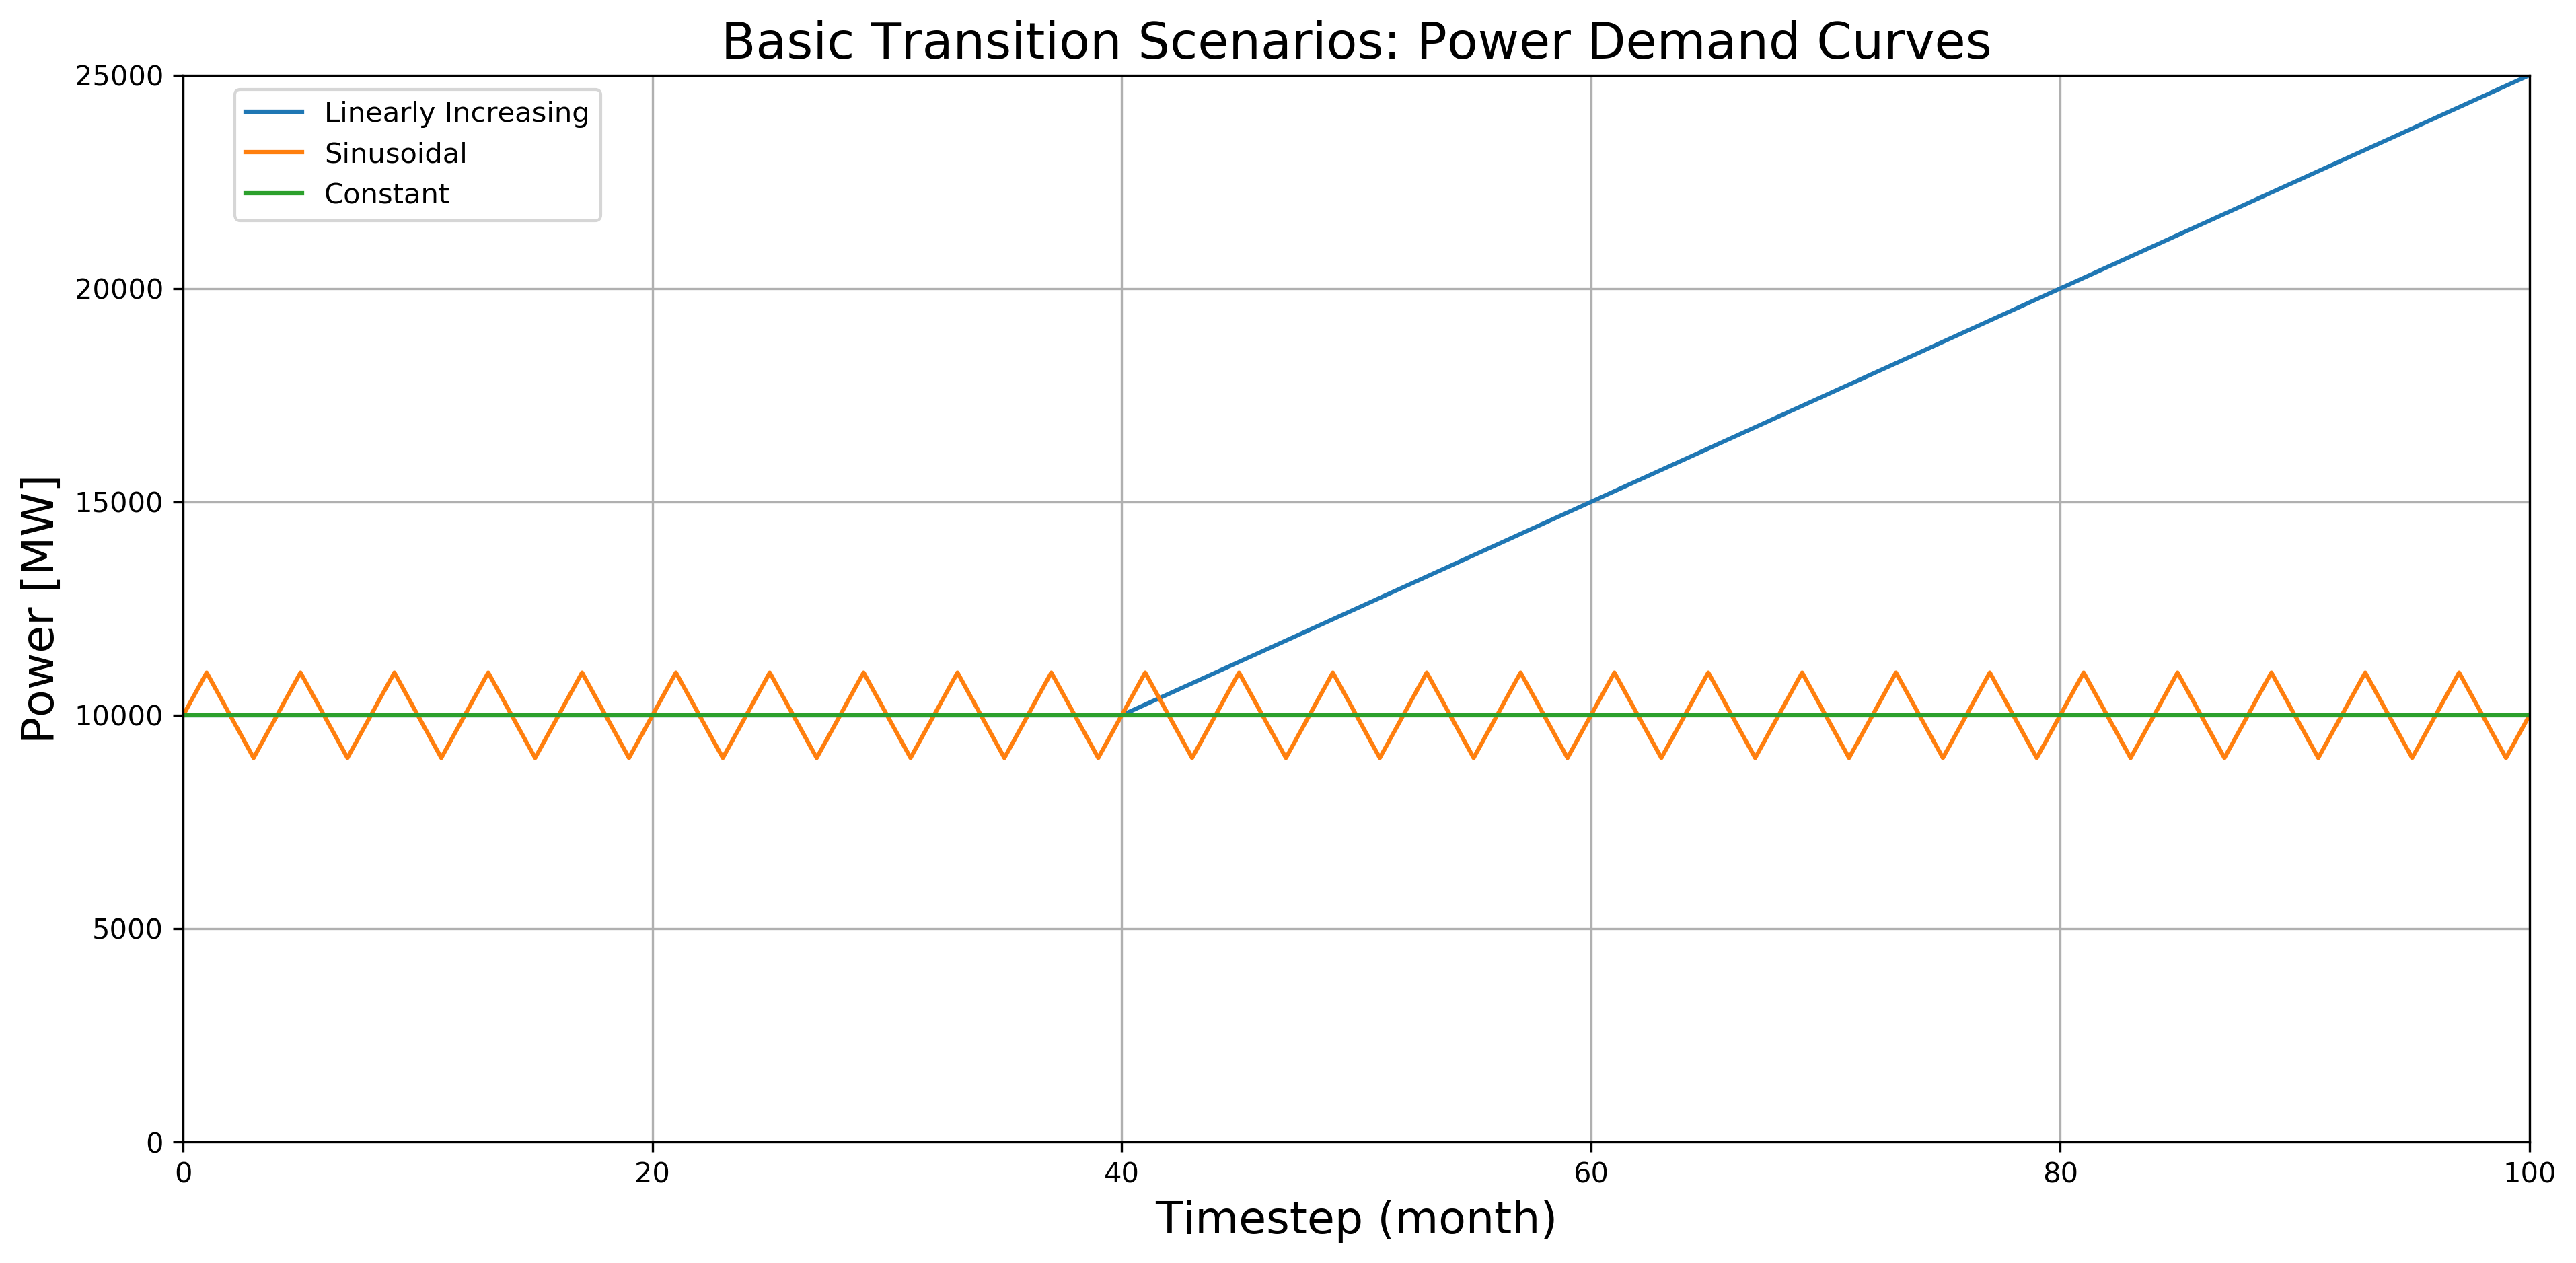 Basic Transition Scenarios: Power Demand Curves
25000
Linearly Increasing
Sinusoidal
Constant
20000
15000
Power [MW]
10000
5000
0
0 20 40 60 80 100
Timestep (month)